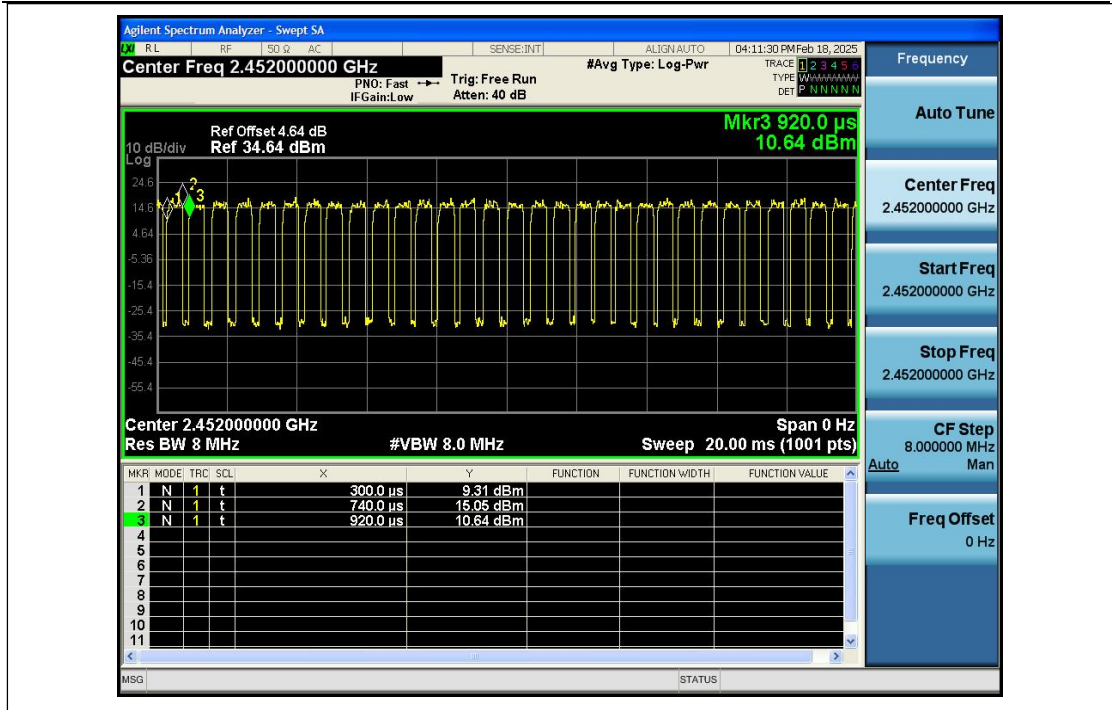 Agilent Spectrum Analyzer - Swept SA
LXI RL RF 50 Ω AC SENSE:INT ALIGN AUTO 04:11:30 PM Feb 18, 2025
Center Freq 2.452000000 GHz
#Avg Type: Log-Pwr
TRACE 1 2 3 4 5 6
PNO: Fast Trig: Free Run
TYPE
IFGain:Low Atten: 40 dB
DET P N N N N N
Frequency
Mkr3 920.0 µs
Ref Offset 4.64 dB
10 dB/div Ref 34.64 dBm
10.64 dBm
Log
24.6
14.6
4.64
-5.36
-15.4
-25.4
-35.4
-45.4
-55.4
1
2
3
Center 2.452000000 GHz Span 0 Hz
Res BW 8 MHz #VBW 8.0 MHz Sweep 20.00 ms (1001 pts)
MKR MODE TRC SCL X Y FUNCTION FUNCTION WIDTH FUNCTION VALUE
1 N 1 t 300.0 µs 9.31 dBm
2 N 1 t 740.0 µs 15.05 dBm
3 N 1 t 920.0 µs 10.64 dBm
4
5
6
7
8
9
10
11
MSG STATUS
Auto Tune
Center Freq
2.452000000 GHz
Start Freq
2.452000000 GHz
Stop Freq
2.452000000 GHz
CF Step
8.000000 MHz
Auto Man
Freq Offset
0 Hz